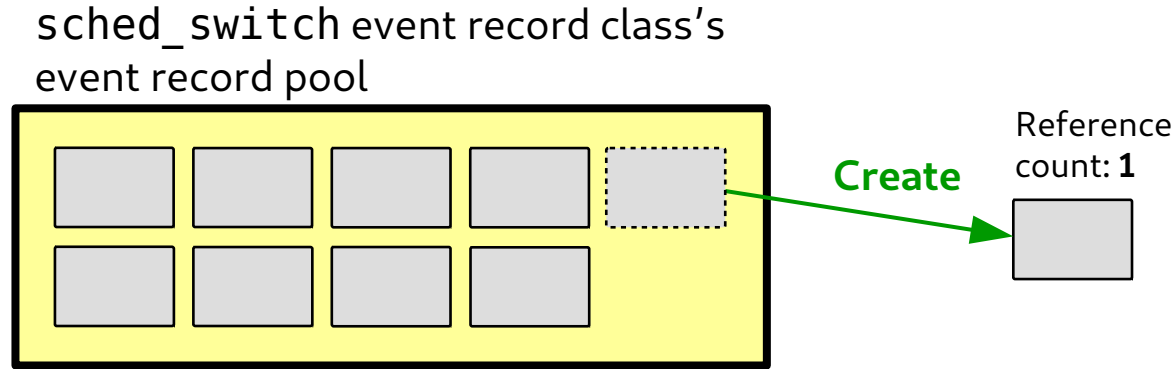 sched_switch event record class’s
event record pool
Reference
count: 1
Create